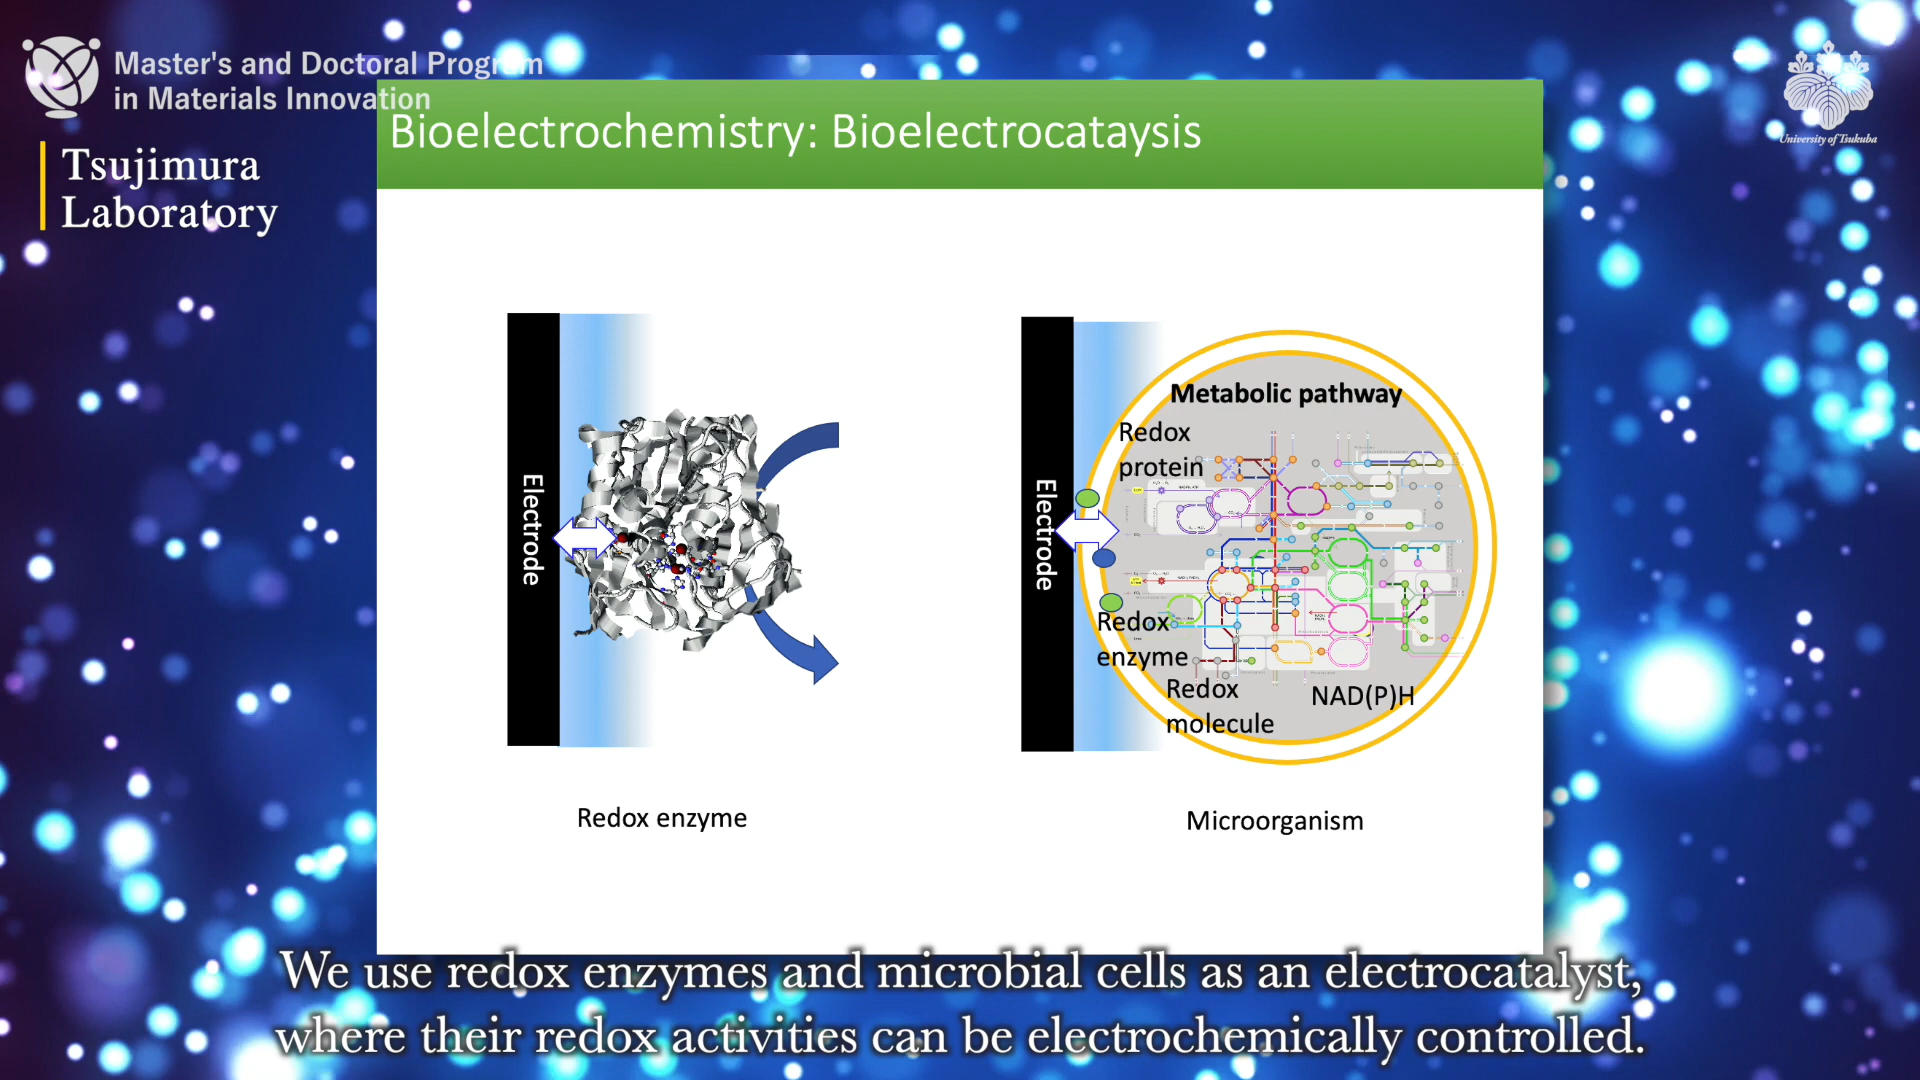 Master's and Doctoral Program
in Materials Innovation
Tsujimura
Laboratory
University of Tsukuba
Bioelectrochemistry: Bioelectrocataysis
Electrode
Redox enzyme
Electrode
Metabolic pathway
Redox
protein
Redox
enzyme
Redox
molecule
NAD(P)H
Microorganism
We use redox enzymes and microbial cells as an electrocatalyst,
where their redox activities can be electrochemically controlled.